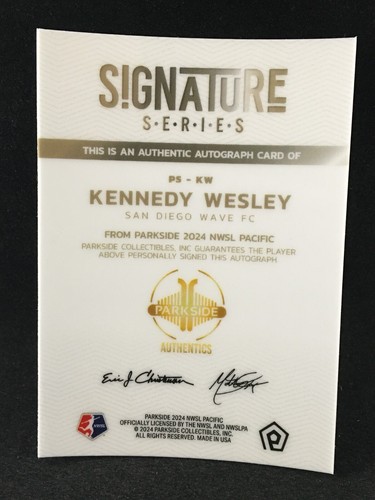 SIGNATURE
S·E·R·I·E·S
THIS IS AN AUTHENTIC AUTOGRAPH CARD OF
PS - KW
KENNEDY WESLEY
SAN DIEGO WAVE FC
FROM PARKSIDE 2024 NWSL PACIFIC
PARKSIDE COLLECTIBLES, INC GUARANTEES THE PLAYER
ABOVE PERSONALLY SIGNED THIS AUTOGRAPH
PARKSIDE
AUTHENTICS
PARKSIDE 2024 NWSL PACIFIC
OFFICIALLY LICENSED BY THE NWSL AND NWSLPA
© 2024 PARKSIDE COLLECTIBLES, INC.
ALL RIGHTS RESERVED. MADE IN USA
NWSL